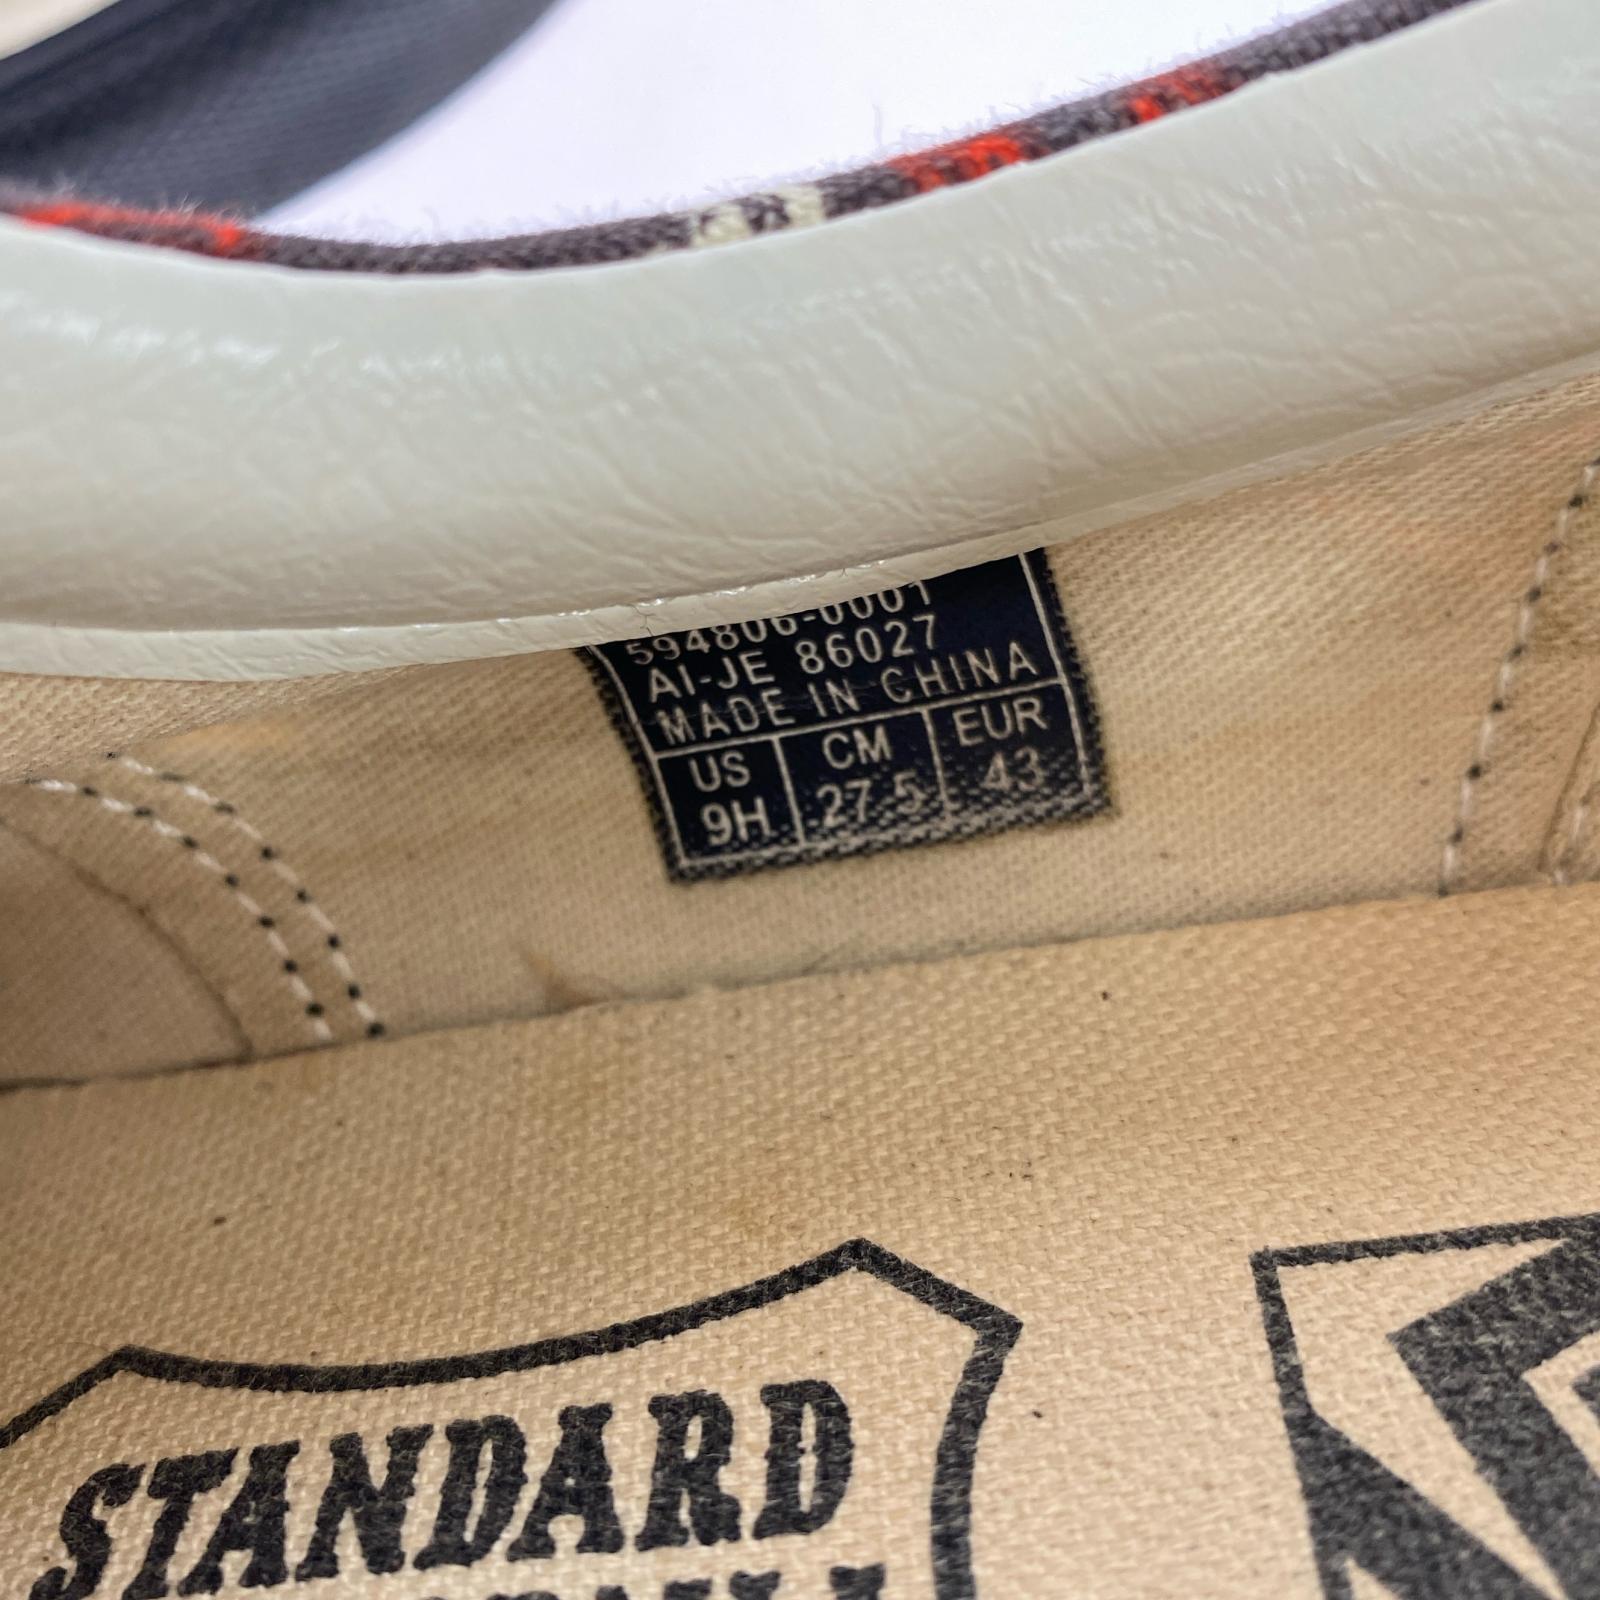 594806-0001
AI-JE 86027
MADE IN CHINA
US CM EUR
9H 27.5 43
STANDARD